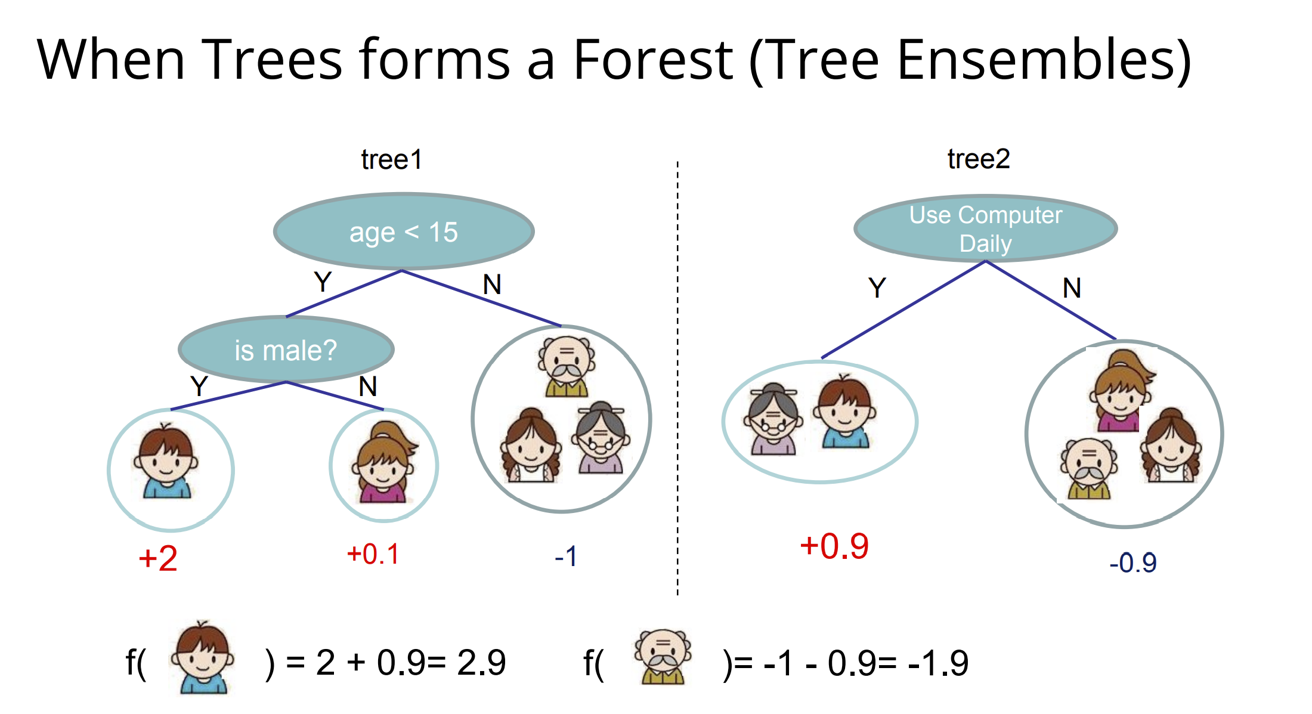 When Trees forms a Forest (Tree Ensembles)
tree1
age < 15
Y
N
is male?
Y
N
+2
+0.1
-1
tree2
Use Computer
Daily
Y
N
+0.9
-0.9
f( ) = 2 + 0.9= 2.9
f( )= -1 - 0.9= -1.9